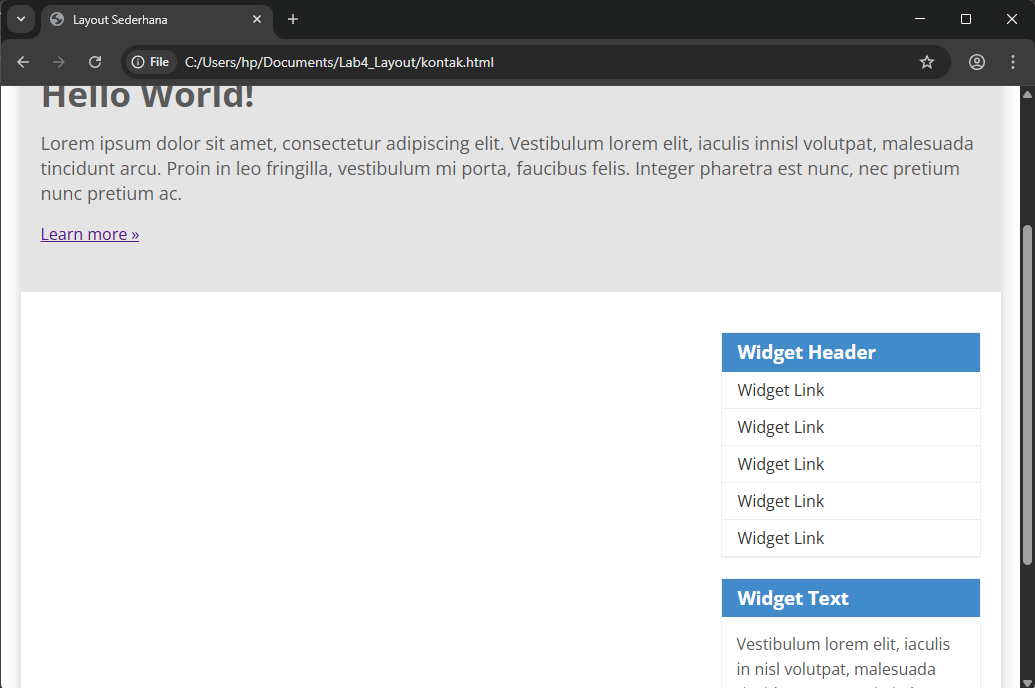 Layout Sederhana
File
C:/Users/hp/Documents/Lab4_Layout/kontak.html
Hello World!
Lorem ipsum dolor sit amet, consectetur adipiscing elit. Vestibulum lorem elit, iaculis innisl volutpat, malesuada
tincidunt arcu. Proin in leo fringilla, vestibulum mi porta, faucibus felis. Integer pharetra est nunc, nec pretium
nunc pretium ac.
Learn more »
Widget Header
Widget Link
Widget Link
Widget Link
Widget Link
Widget Link
Widget Text
Vestibulum lorem elit, iaculis
in nisl volutpat, malesuada